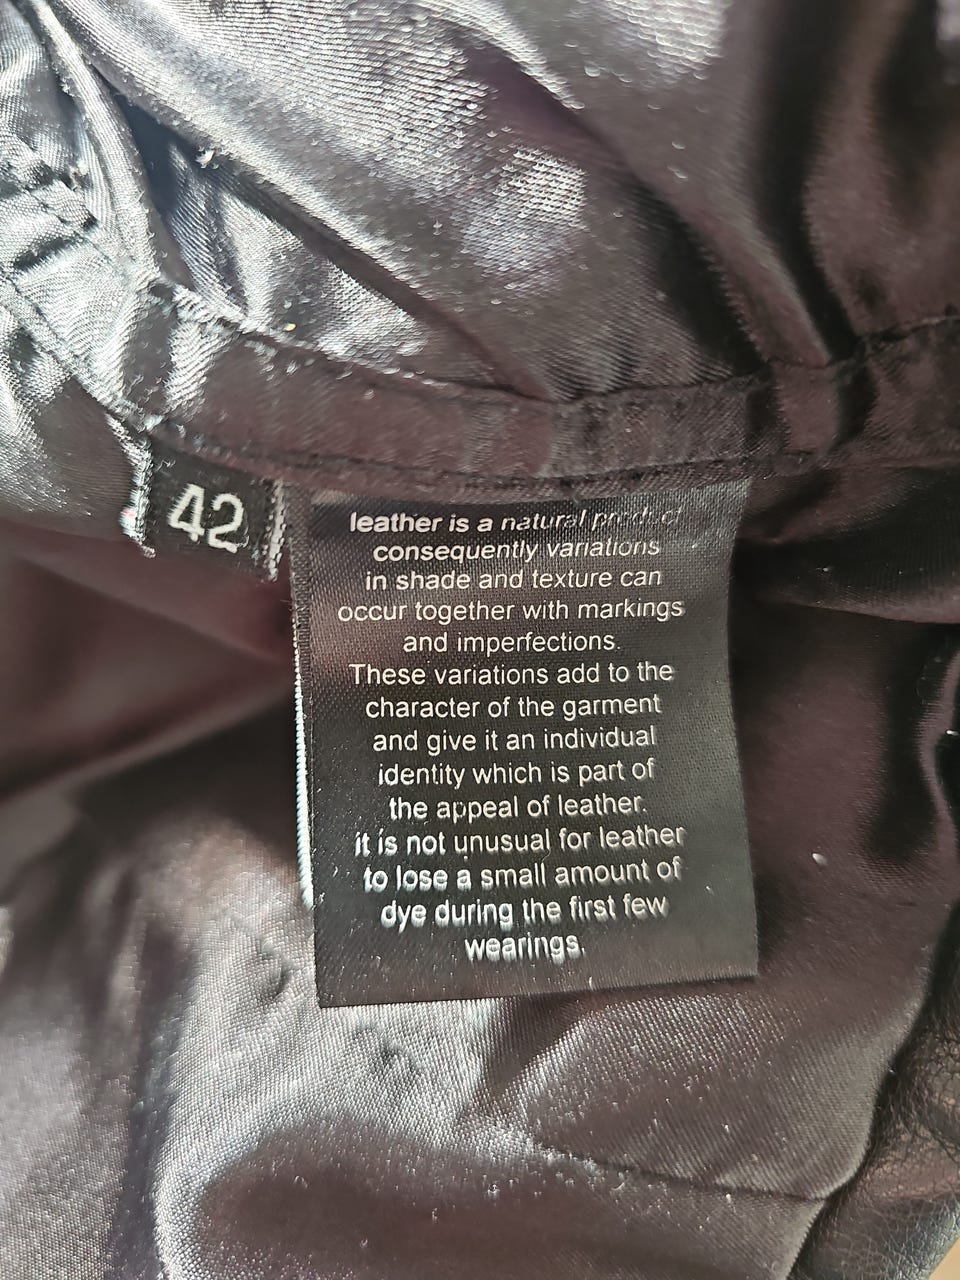 42
leather is a natural product
consequently variations
in shade and texture can
occur together with markings
and imperfections.
These variations add to the
character of the garment
and give it an individual
identity which is part of
the appeal of leather.
it is not unusual for leather
to lose a small amount of
dye during the first few
wearings.